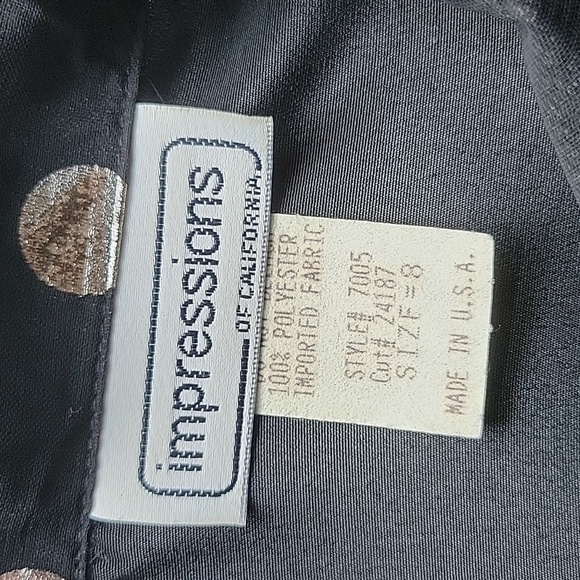 impressions
OF CALIFORNIA
100% POLYESTER
IMPORTED FABRIC
STYLE# 7005
Cut# 24187
SIZE=8
MADE IN U.S.A.